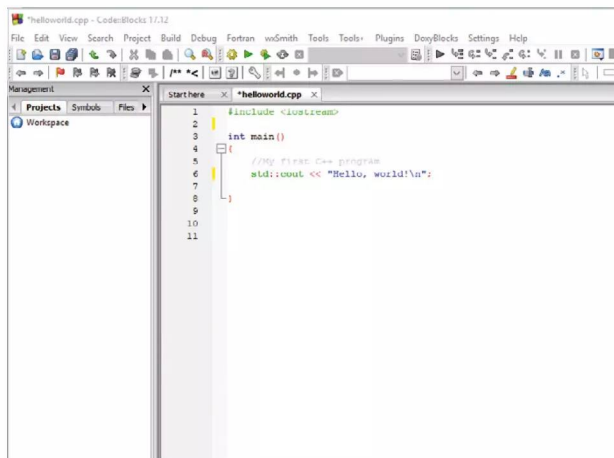 *helloworld.cpp - Code::Blocks 17.12
File Edit View Search Project Build Debug Fortran wxSmith Tools Tools+ Plugins DoxyBlocks Settings Help
/** *<
Management X
Projects Symbols Files
Start here X *helloworld.cpp X
Workspace
1 #include <iostream>
2
3 int main()
4 {
5 //My first C++ program
6 std::cout << "Hello, world!\n";
7
8 }
9
10
11